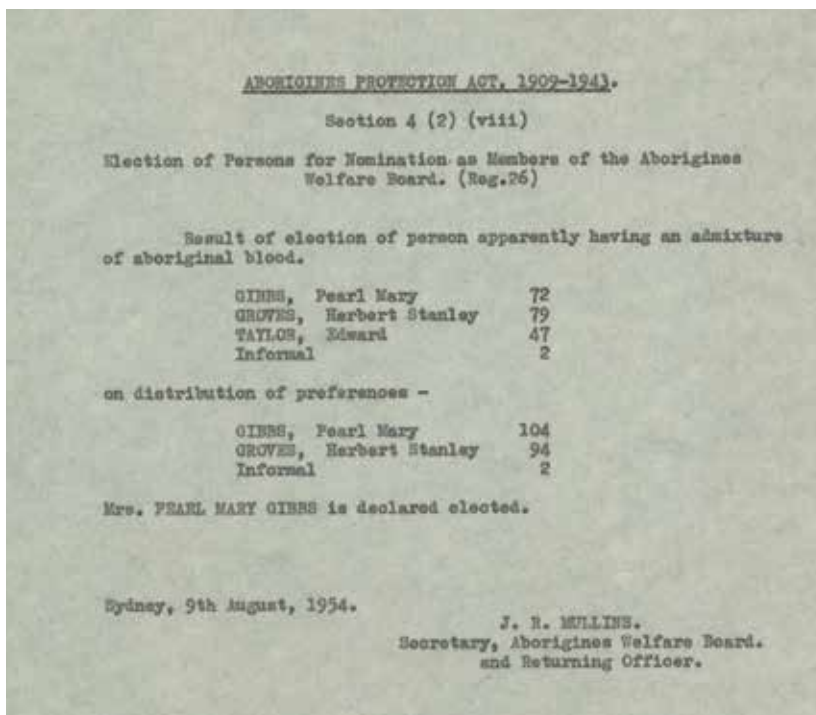 ABORIGINES PROTECTION ACT, 1909-1943.
Section 4 (2) (viii)
Election of Persons for Nomination as Members of the Aborigines
Welfare Board. (Reg.26)
Result of election of person apparently having an admixture
of aboriginal blood.
GIBBS, Pearl Mary 72
GROVES, Herbert Stanley 79
TAYLOR, Edward 47
Informal 2
on distribution of preferences -
GIBBS, Pearl Mary 104
GROVES, Herbert Stanley 94
Informal 2
Mrs. PEARL MARY GIBBS is declared elected.
Sydney, 9th August, 1954.
J. R. MULLINS.
Secretary, Aborigines Welfare Board.
and Returning Officer.